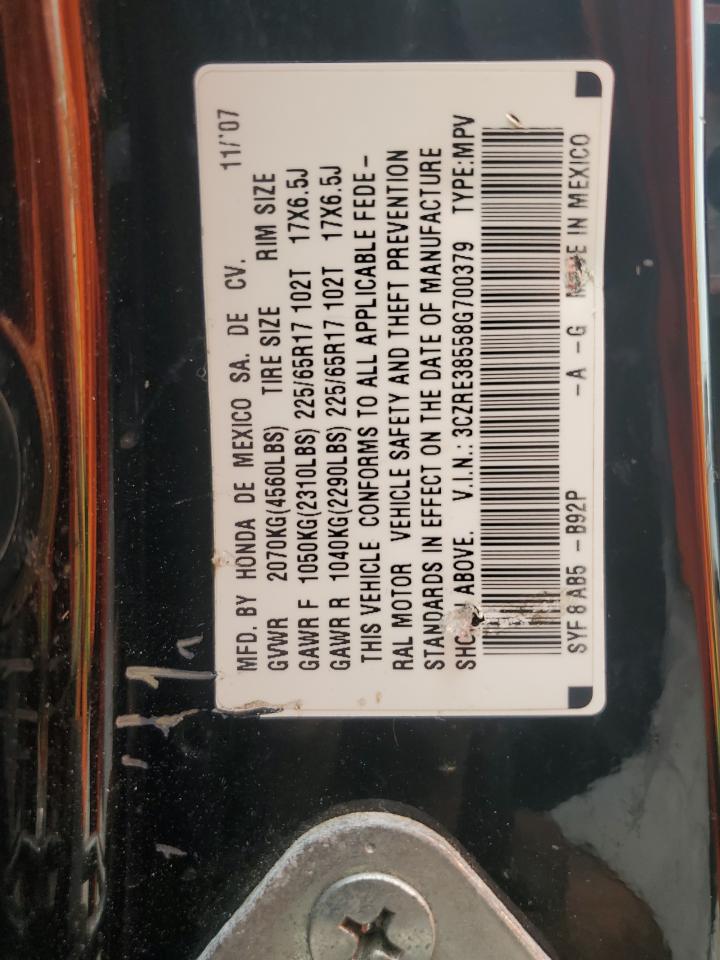 MFD. BY HONDA DE MEXICO SA. DE CV. 11/'07
GVWR 2070KG(4560LBS) TIRE SIZE RIM SIZE
GAWR F 1050KG(2310LBS) 225/65R17 102T 17X6.5J
GAWR R 1040KG(2290LBS) 225/65R17 102T 17X6.5J
THIS VEHICLE CONFORMS TO ALL APPLICABLE FEDE-
RAL MOTOR VEHICLE SAFETY AND THEFT PREVENTION
STANDARDS IN EFFECT ON THE DATE OF MANUFACTURE
ABOVE. V.I.N.: 3CZRE38558G700379 TYPE:MPV
SYF 8 AB5 -B92P -A -G IN MEXICO